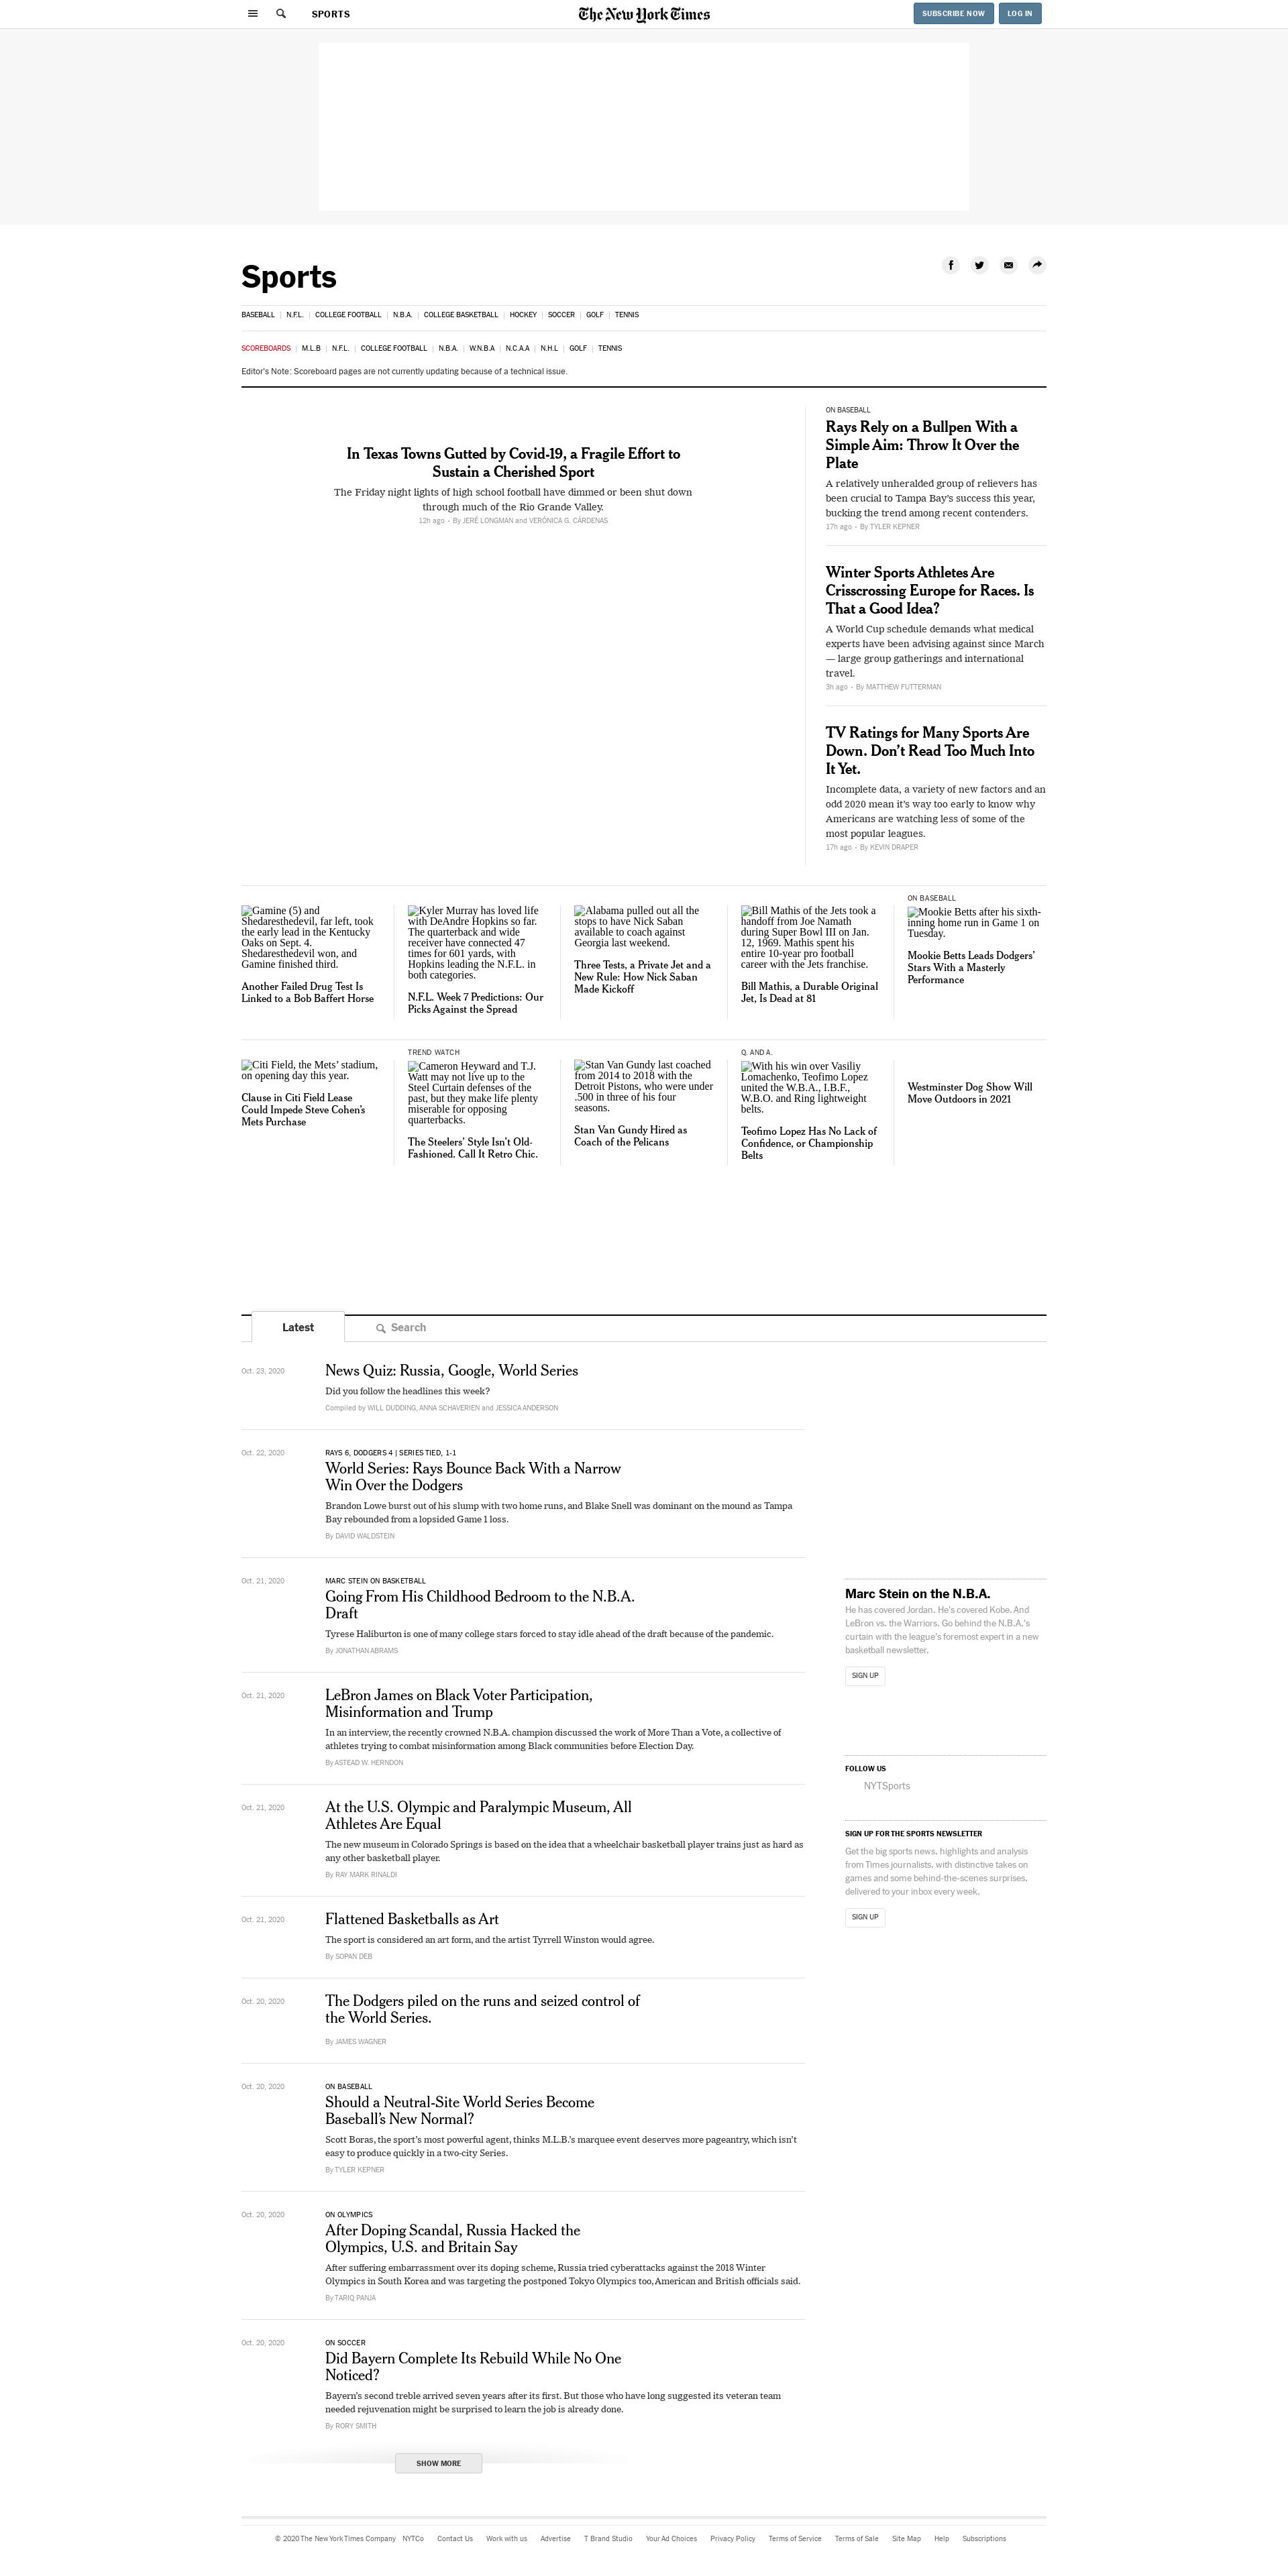 SPORTS
The New York Times
SUBSCRIBE NOW
LOG IN
Sports
BASEBALL
N.F.L.
COLLEGE FOOTBALL
N.B.A.
COLLEGE BASKETBALL
HOCKEY
SOCCER
GOLF
TENNIS
SCOREBOARDS
M.L.B
N.F.L.
COLLEGE FOOTBALL
N.B.A.
W.N.B.A
N.C.A.A
N.H.L
GOLF
TENNIS
Editor's Note: Scoreboard pages are not currently updating because of a technical issue.
In Texas Towns Gutted by Covid-19, a Fragile Effort to
Sustain a Cherished Sport
The Friday night lights of high school football have dimmed or been shut down
through much of the Rio Grande Valley.
12h ago • By JERÉ LONGMAN and VERÓNICA G. CÁRDENAS
ON BASEBALL
Rays Rely on a Bullpen With a
Simple Aim: Throw It Over the
Plate
A relatively unheralded group of relievers has
been crucial to Tampa Bay's success this year,
bucking the trend among recent contenders.
17h ago • By TYLER KEPNER
Winter Sports Athletes Are
Crisscrossing Europe for Races. Is
That a Good Idea?
A World Cup schedule demands what medical
experts have been advising against since March
— large group gatherings and international
travel.
3h ago • By MATTHEW FUTTERMAN
TV Ratings for Many Sports Are
Down. Don't Read Too Much Into
It Yet.
Incomplete data, a variety of new factors and an
odd 2020 mean it's way too early to know why
Americans are watching less of some of the
most popular leagues.
17h ago • By KEVIN DRAPER
Gamine (5) and
Shedaresthedevil, far left, took
the early lead in the Kentucky
Oaks on Sept. 4.
Shedaresthedevil won, and
Gamine finished third.
Another Failed Drug Test Is
Linked to a Bob Baffert Horse
Kyler Murray has loved life
with DeAndre Hopkins so far.
The quarterback and wide
receiver have connected 47
times for 601 yards, with
Hopkins leading the N.F.L. in
both categories.
N.F.L. Week 7 Predictions: Our
Picks Against the Spread
Alabama pulled out all the
stops to have Nick Saban
available to coach against
Georgia last weekend.
Three Tests, a Private Jet and a
New Rule: How Nick Saban
Made Kickoff
Bill Mathis of the Jets took a
handoff from Joe Namath
during Super Bowl III on Jan.
12, 1969. Mathis spent his
entire 10-year pro football
career with the Jets franchise.
Bill Mathis, a Durable Original
Jet, Is Dead at 81
ON BASEBALL
Mookie Betts after his sixth-
inning home run in Game 1 on
Tuesday.
Mookie Betts Leads Dodgers'
Stars With a Masterly
Performance
Citi Field, the Mets' stadium,
on opening day this year.
Clause in Citi Field Lease
Could Impede Steve Cohen's
Mets Purchase
TREND WATCH
Cameron Heyward and T.J.
Watt may not live up to the
Steel Curtain defenses of the
past, but they make life plenty
miserable for opposing
quarterbacks.
The Steelers' Style Isn't Old-
Fashioned. Call It Retro Chic.
Stan Van Gundy last coached
from 2014 to 2018 with the
Detroit Pistons, who were under
.500 in three of his four
seasons.
Stan Van Gundy Hired as
Coach of the Pelicans
Q. AND A.
With his win over Vasiliy
Lomachenko, Teofimo Lopez
united the W.B.A., I.B.F.,
W.B.O. and Ring lightweight
belts.
Teofimo Lopez Has No Lack of
Confidence, or Championship
Belts
Westminster Dog Show Will
Move Outdoors in 2021
Latest
Search
Oct. 23, 2020
News Quiz: Russia, Google, World Series
Did you follow the headlines this week?
Compiled by WILL DUDDING, ANNA SCHAVERIEN and JESSICA ANDERSON
Oct. 22, 2020
RAYS 6, DODGERS 4 | SERIES TIED, 1-1
World Series: Rays Bounce Back With a Narrow
Win Over the Dodgers
Brandon Lowe burst out of his slump with two home runs, and Blake Snell was dominant on the mound as Tampa
Bay rebounded from a lopsided Game 1 loss.
By DAVID WALDSTEIN
Oct. 21, 2020
MARC STEIN ON BASKETBALL
Going From His Childhood Bedroom to the N.B.A.
Draft
Tyrese Haliburton is one of many college stars forced to stay idle ahead of the draft because of the pandemic.
By JONATHAN ABRAMS
Oct. 21, 2020
LeBron James on Black Voter Participation,
Misinformation and Trump
In an interview, the recently crowned N.B.A. champion discussed the work of More Than a Vote, a collective of
athletes trying to combat misinformation among Black communities before Election Day.
By ASTEAD W. HERNDON
Oct. 21, 2020
At the U.S. Olympic and Paralympic Museum, All
Athletes Are Equal
The new museum in Colorado Springs is based on the idea that a wheelchair basketball player trains just as hard as
any other basketball player.
By RAY MARK RINALDI
Oct. 21, 2020
Flattened Basketballs as Art
The sport is considered an art form, and the artist Tyrrell Winston would agree.
By SOPAN DEB
Oct. 20, 2020
The Dodgers piled on the runs and seized control of
the World Series.
By JAMES WAGNER
Oct. 20, 2020
ON BASEBALL
Should a Neutral-Site World Series Become
Baseball's New Normal?
Scott Boras, the sport's most powerful agent, thinks M.L.B.'s marquee event deserves more pageantry, which isn't
easy to produce quickly in a two-city Series.
By TYLER KEPNER
Oct. 20, 2020
ON OLYMPICS
After Doping Scandal, Russia Hacked the
Olympics, U.S. and Britain Say
After suffering embarrassment over its doping scheme, Russia tried cyberattacks against the 2018 Winter
Olympics in South Korea and was targeting the postponed Tokyo Olympics too, American and British officials said.
By TARIQ PANJA
Oct. 20, 2020
ON SOCCER
Did Bayern Complete Its Rebuild While No One
Noticed?
Bayern's second treble arrived seven years after its first. But those who have long suggested its veteran team
needed rejuvenation might be surprised to learn the job is already done.
By RORY SMITH
SHOW MORE
Marc Stein on the N.B.A.
He has covered Jordan. He's covered Kobe. And
LeBron vs. the Warriors. Go behind the N.B.A.'s
curtain with the league's foremost expert in a new
basketball newsletter.
SIGN UP
FOLLOW US
NYTSports
SIGN UP FOR THE SPORTS NEWSLETTER
Get the big sports news, highlights and analysis
from Times journalists, with distinctive takes on
games and some behind-the-scenes surprises,
delivered to your inbox every week.
SIGN UP
© 2020 The New York Times Company
NYTCo
Contact Us
Work with us
Advertise
T Brand Studio
Your Ad Choices
Privacy Policy
Terms of Service
Terms of Sale
Site Map
Help
Subscriptions